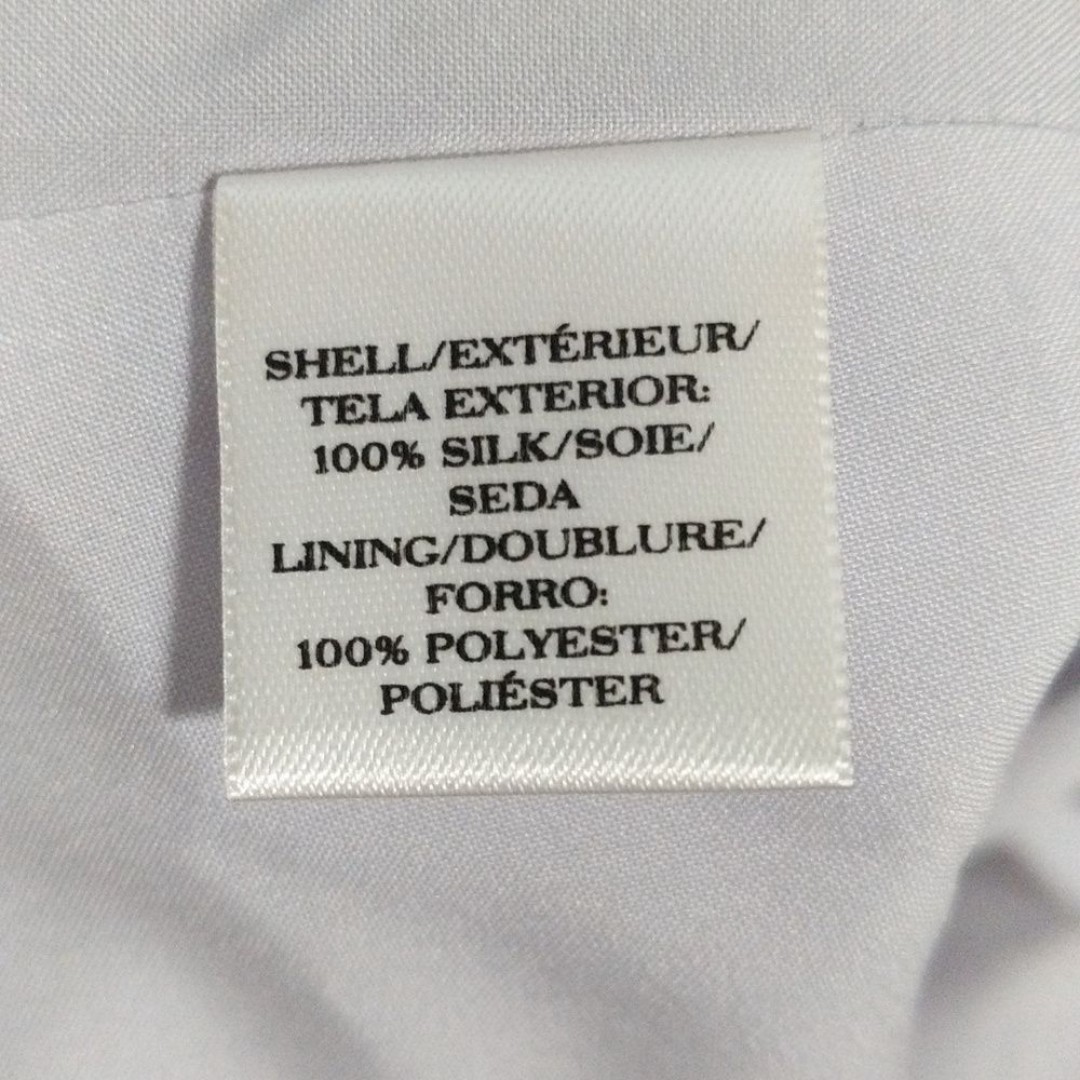 SHELL/EXTÉRIEUR/
TELA EXTERIOR:
100% SILK/SOIE/
SEDA
LINING/DOUBLURE/
FORRO:
100% POLYESTER/
POLIÉSTER